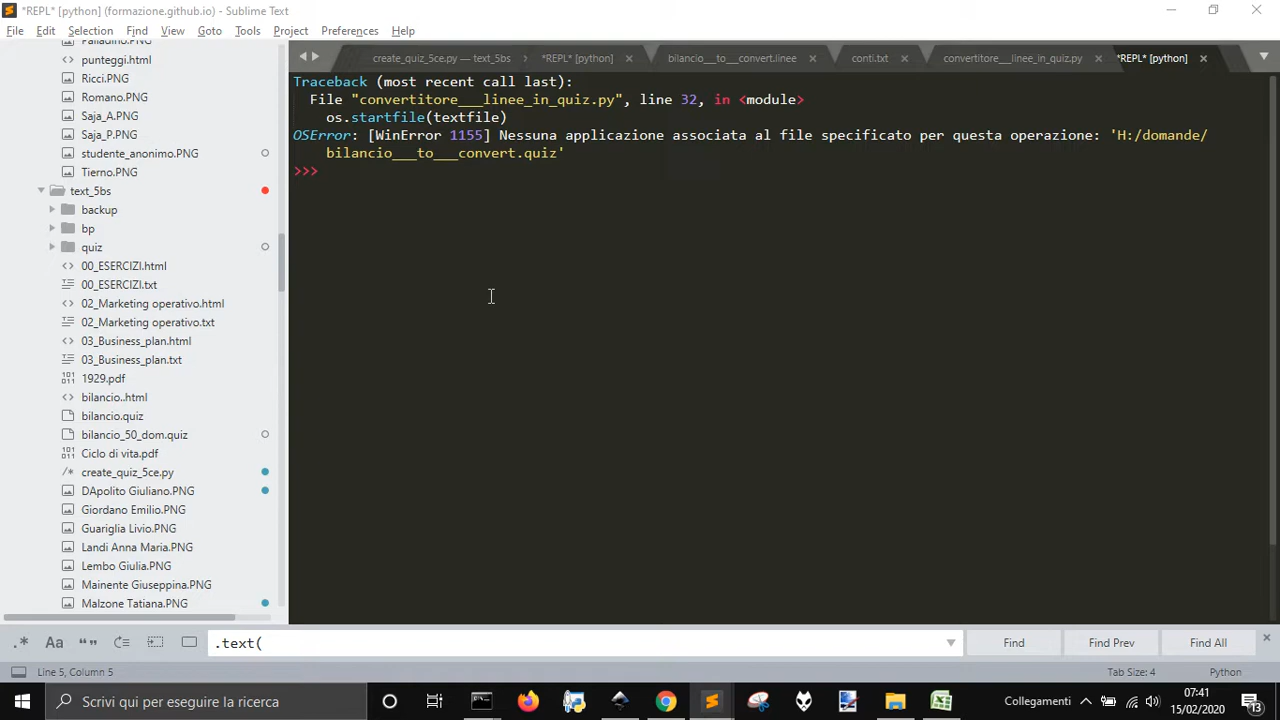 *REPL* [python] (formazione.github.io) - Sublime Text
File Edit Selection Find View Goto Tools Project Preferences Help
create_quiz_5ce.py — text_5bs *REPL* [python] bilancio__to__convert.linee conti.txt convertitore__linee_in_quiz.py *REPL* [python]
Palladino.PNG
punteggi.html
Ricci.PNG
Romano.PNG
Saja_A.PNG
Saja_P.PNG
studente_anonimo.PNG
Tierno.PNG
text_5bs
backup
bp
quiz
00_ESERCIZI.html
00_ESERCIZI.txt
02_Marketing operativo.html
02_Marketing operativo.txt
03_Business_plan.html
03_Business_plan.txt
1929.pdf
bilancio..html
bilancio.quiz
bilancio_50_dom.quiz
Ciclo di vita.pdf
create_quiz_5ce.py
DApolito Giuliano.PNG
Giordano Emilio.PNG
Guariglia Livio.PNG
Landi Anna Maria.PNG
Lembo Giulia.PNG
Mainente Giuseppina.PNG
Malzone Tatiana.PNG
Traceback (most recent call last):
File "convertitore___linee_in_quiz.py", line 32, in <module>
os.startfile(textfile)
OSError: [WinError 1155] Nessuna applicazione associata al file specificato per questa operazione: 'H:/domande/
bilancio___to___convert.quiz'
>>>
.* Aa “” .text( Find Find Prev Find All
Line 5, Column 5 Tab Size: 4 Python
Scrivi qui per eseguire la ricerca Collegamenti 07:41
15/02/2020 13